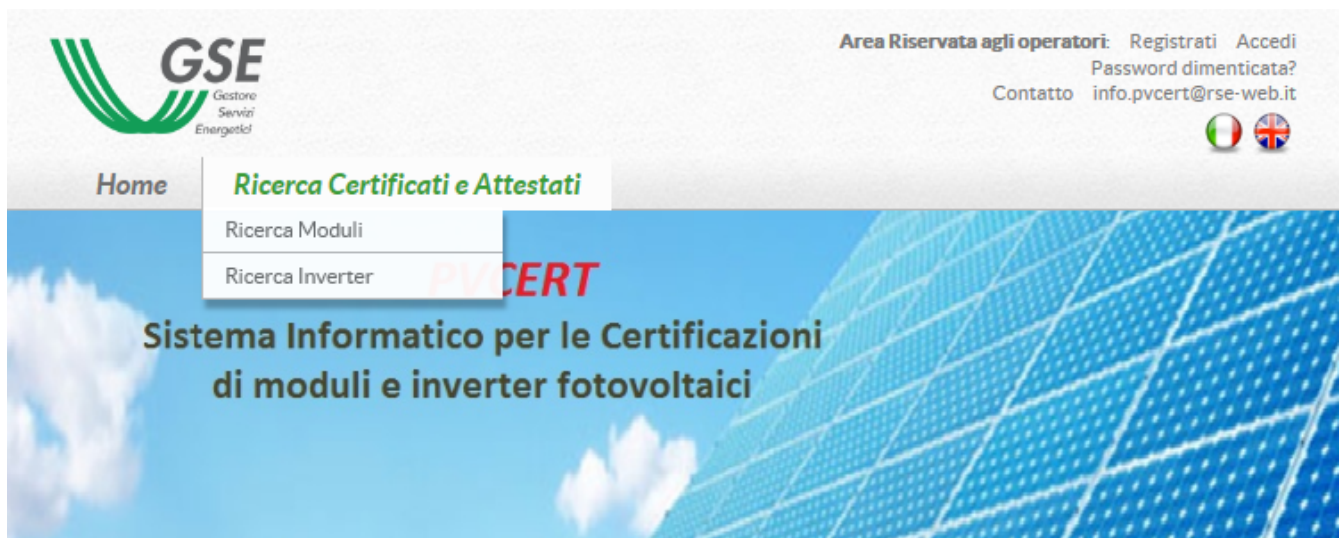 GSE
Gestore
Servizi
Energetici
Area Riservata agli operatori: Registrati Accedi
Password dimenticata?
Contatto info.pvcert@rse-web.it
Home Ricerca Certificati e Attestati
Ricerca Moduli
Ricerca Inverter
PVCERT
Sistema Informatico per le Certificazioni
di moduli e inverter fotovoltaici